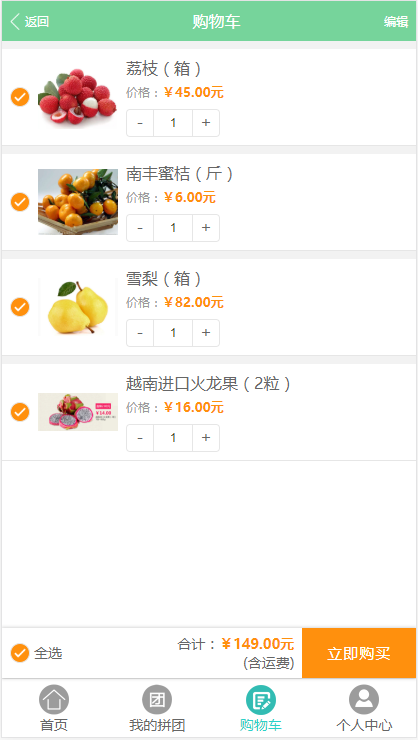 返回 购物车 编辑
荔枝（箱）
价格：￥45.00元
- 1 +
南丰蜜桔（斤）
价格：￥6.00元
- 1 +
雪梨（箱）
价格：￥82.00元
- 1 +
越南进口火龙果（2粒）
价格：￥16.00元
- 1 +
全选 合计：￥149.00元
(含运费)
立即购买
首页 我的拼团 购物车 个人中心